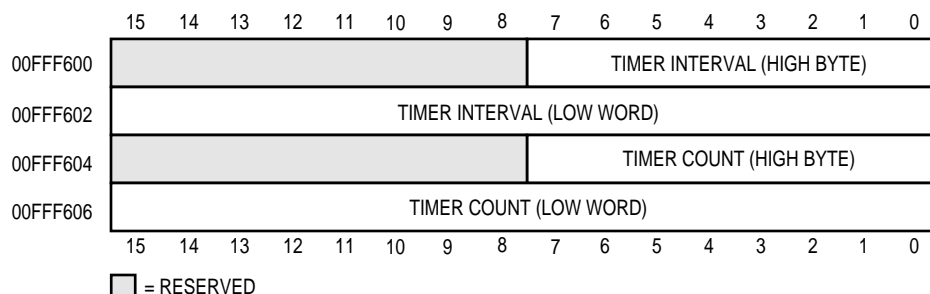 15 14 13 12 11 10 9 8 7 6 5 4 3 2 1 0
00FFF600 TIMER INTERVAL (HIGH BYTE)
00FFF602 TIMER INTERVAL (LOW WORD)
00FFF604 TIMER COUNT (HIGH BYTE)
00FFF606 TIMER COUNT (LOW WORD)
15 14 13 12 11 10 9 8 7 6 5 4 3 2 1 0
= RESERVED